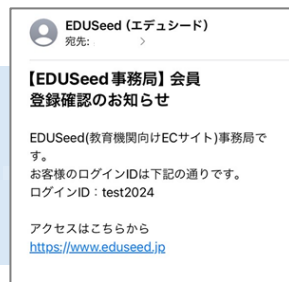 EDUSeed (エデュシード)
宛先:
【EDUSeed事務局】会員
登録確認のお知らせ
EDUSeed(教育機関向けECサイト)事務局で
す。
お客様のログインIDは下記の通りです。
ログインID：test2024
アクセスはこちらから
https://www.eduseed.jp